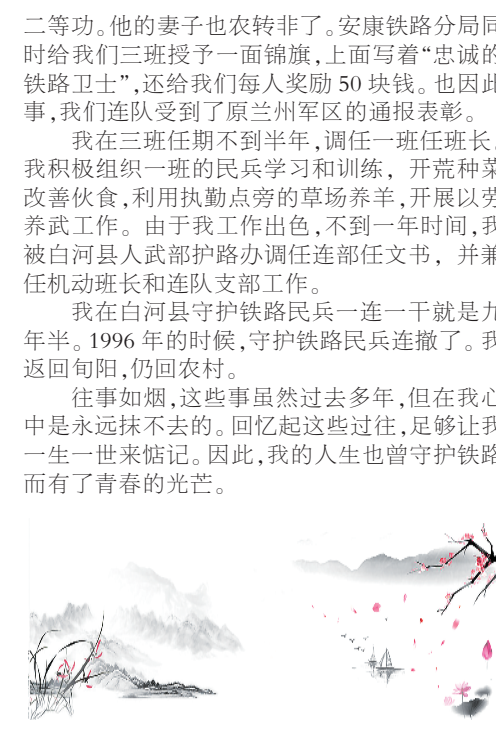 二等功。他的妻子也农转非了。安康铁路分局同
时给我们三班授予一面锦旗,上面写着“忠诚的
铁路卫士”,还给我们每人奖励 50 块钱。也因此
事,我们连队受到了原兰州军区的通报表彰。
我在三班任期不到半年,调任一班任班长。
我积极组织一班的民兵学习和训练，开荒种菜
改善伙食,利用执勤点旁的草场养羊,开展以劳
养武工作。由于我工作出色,不到一年时间,我
被白河县人武部护路办调任连部任文书，并兼
任机动班长和连队支部工作。
我在白河县守护铁路民兵一连一干就是九
年半。1996 年的时候,守护铁路民兵连撤了。我
返回旬阳,仍回农村。
往事如烟,这些事虽然过去多年,但在我心
中是永远抹不去的。回忆起这些过往,足够让我
一生一世来惦记。因此,我的人生也曾守护铁路
而有了青春的光芒。